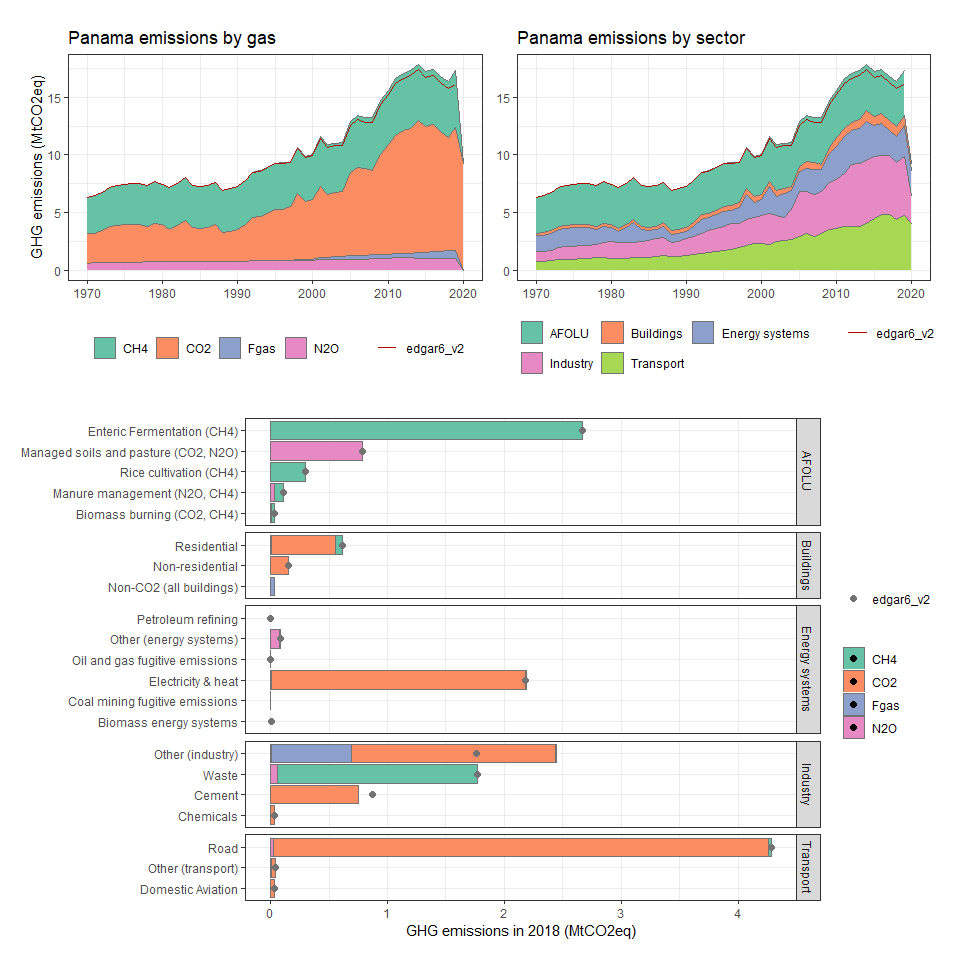 Panama emissions by gas
Panama emissions by sector
GHG emissions (MtCO2eq)
15
10
5
0
1970 1980 1990 2000 2010 2020
15
10
5
0
1970 1980 1990 2000 2010 2020
CH4 CO2 Fgas N2O edgar6_v2
AFOLU Buildings Energy systems edgar6_v2
Industry Transport
Enteric Fermentation (CH4)
Managed soils and pasture (CO2, N2O)
Rice cultivation (CH4)
Manure management (N2O, CH4)
Biomass burning (CO2, CH4)
AFOLU
Residential
Non-residential
Non-CO2 (all buildings)
Buildings
Petroleum refining
Other (energy systems)
Oil and gas fugitive emissions
Electricity & heat
Coal mining fugitive emissions
Biomass energy systems
Energy systems
Other (industry)
Waste
Cement
Chemicals
Industry
Road
Other (transport)
Domestic Aviation
Transport
0 1 2 3 4
GHG emissions in 2018 (MtCO2eq)
edgar6_v2
CH4
CO2
Fgas
N2O